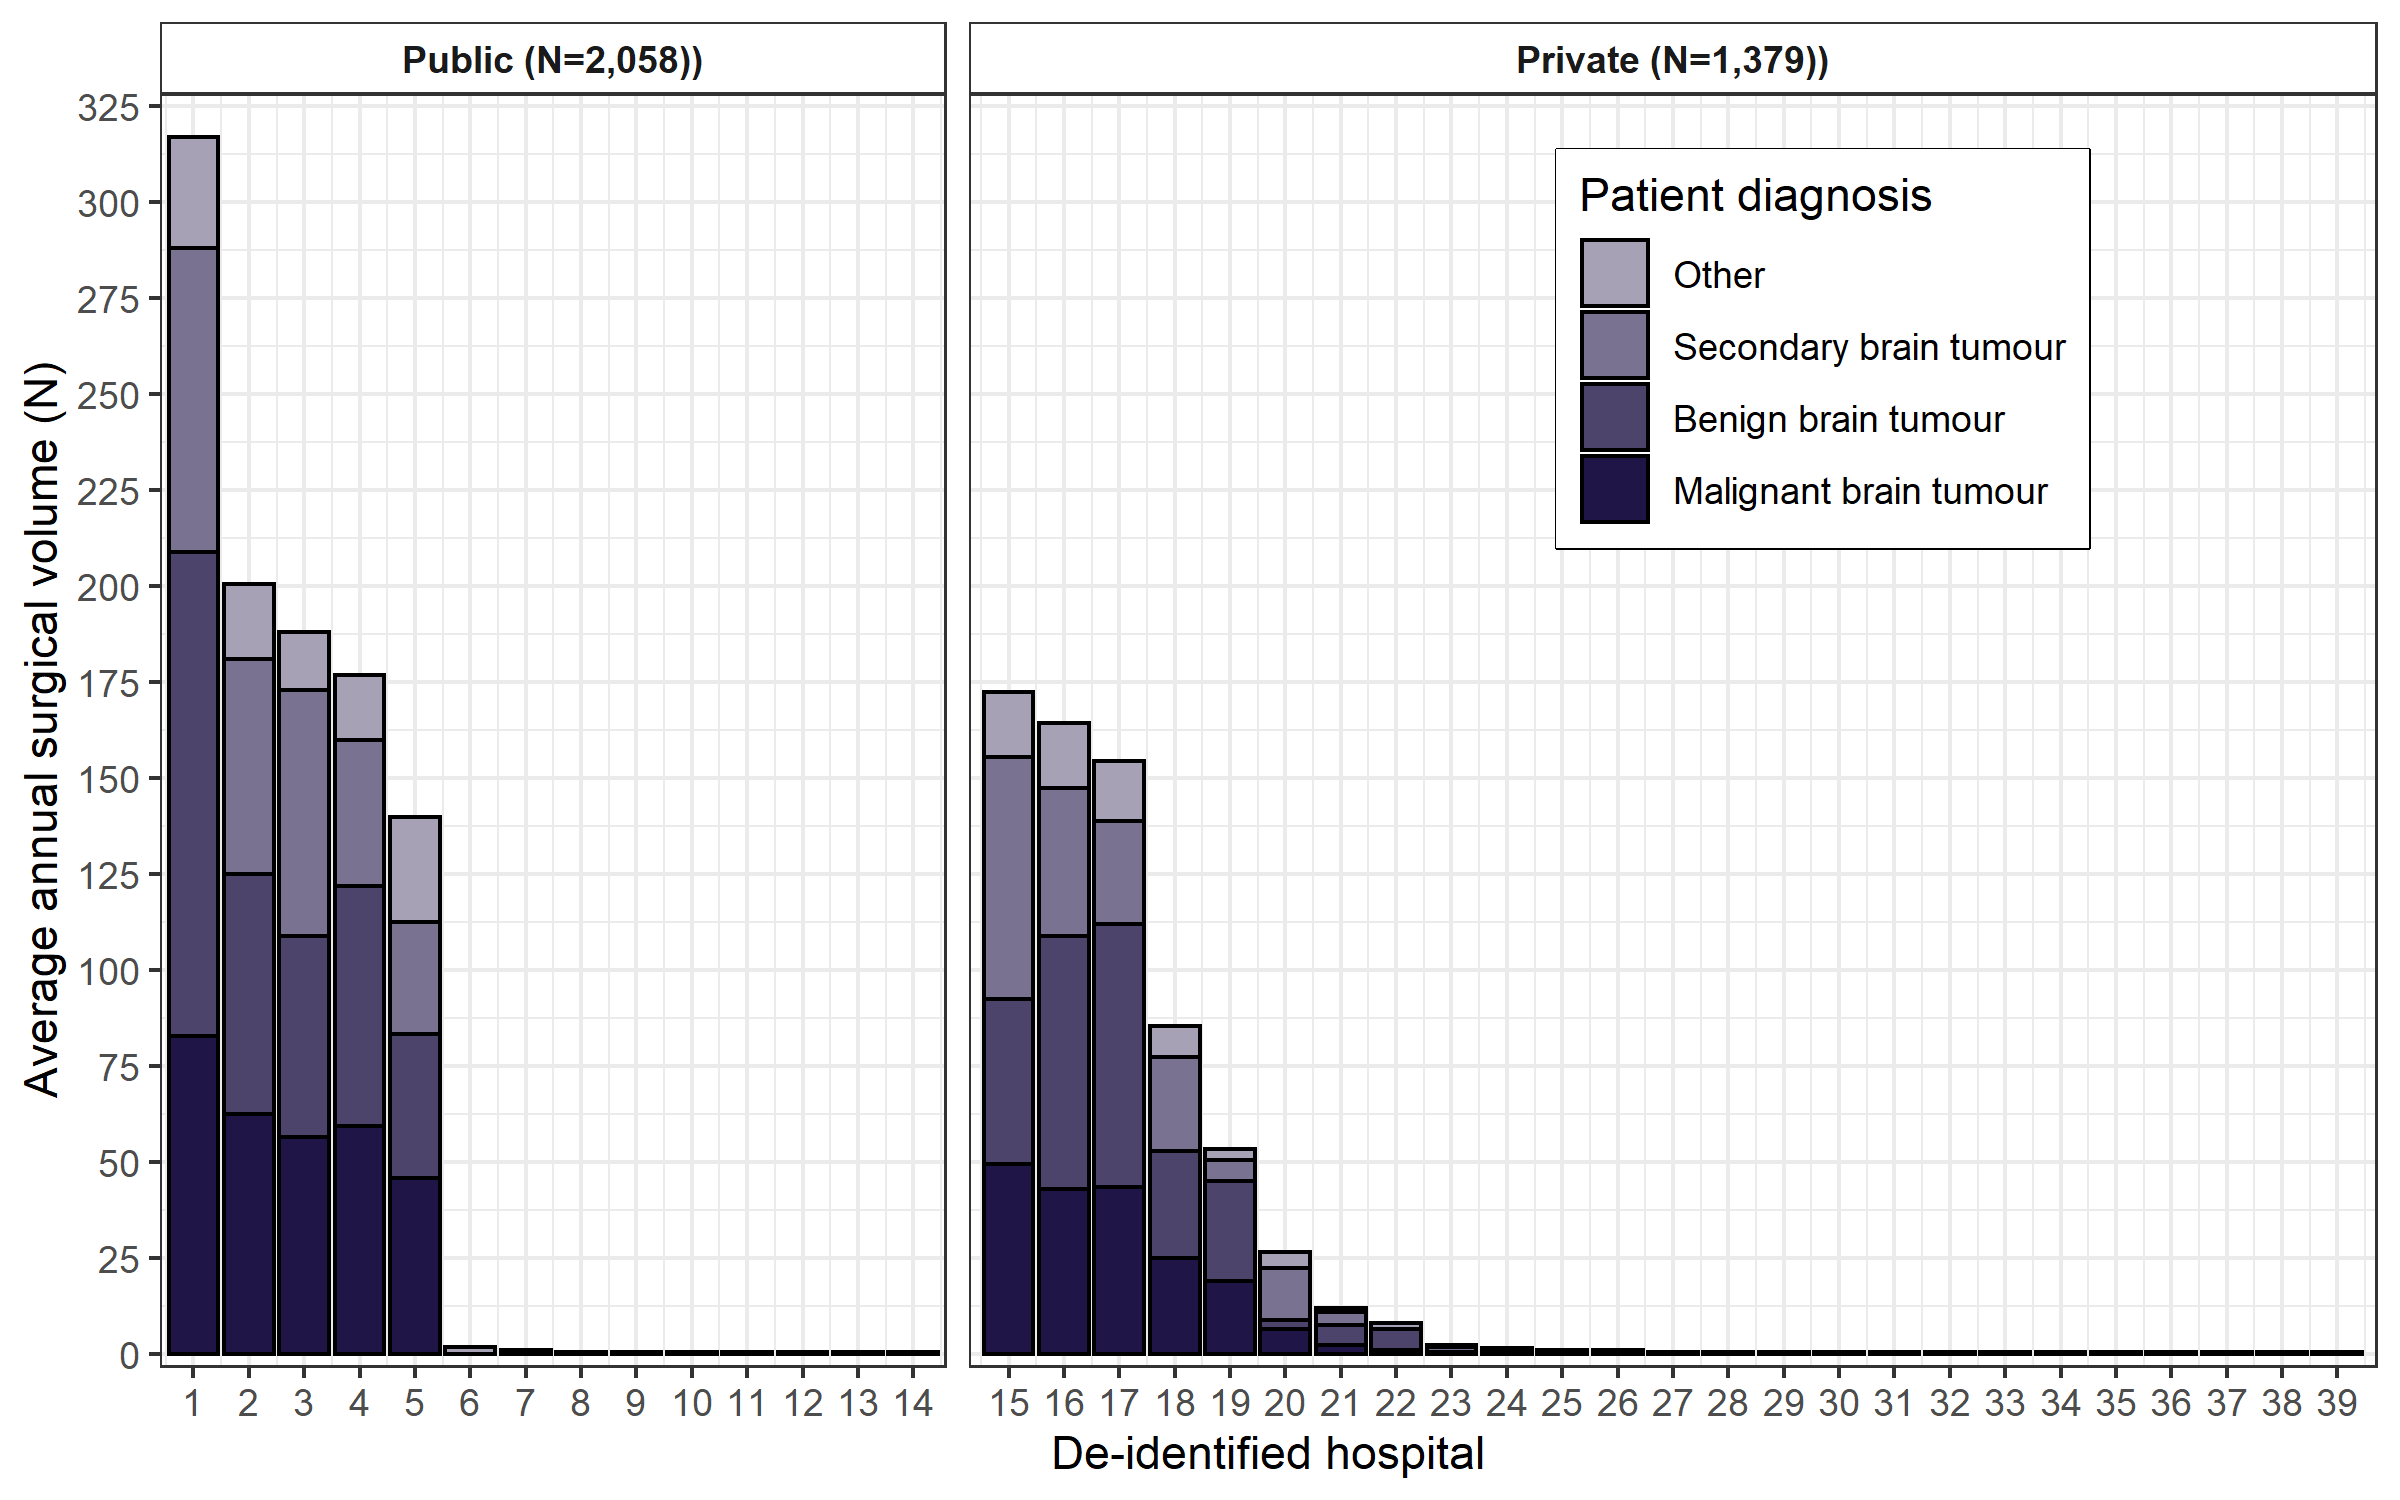 Public (N=2,058))
Private (N=1,379))
Average annual surgical volume (N)
325
300
275
250
225
200
175
150
125
100
75
50
25
0
Patient diagnosis
Other
Secondary brain tumour
Benign brain tumour
Malignant brain tumour
1 2 3 4 5 6 7 8 9 10 11 12 13 14
15 16 17 18 19 20 21 22 23 24 25 26 27 28 29 30 31 32 33 34 35 36 37 38 39
De-identified hospital